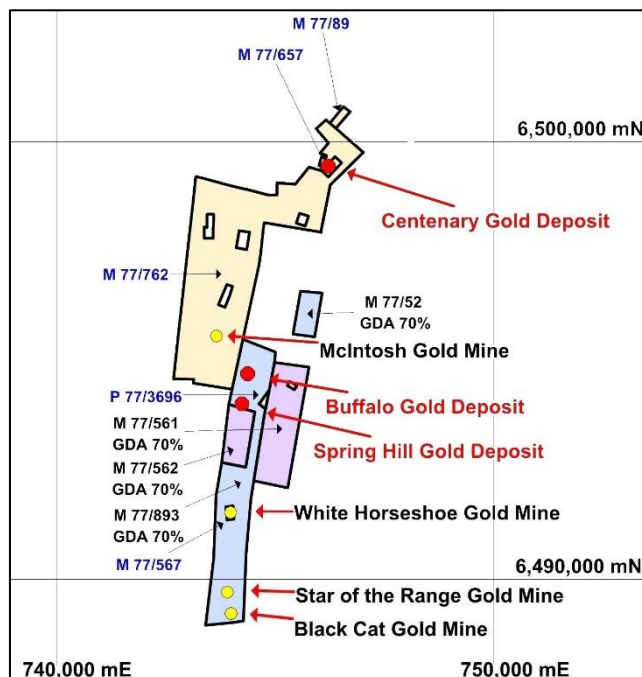 M 77/89
M 77/657
6,500,000 mN
Centenary Gold Deposit
M 77/762
M 77/52
GDA 70%
McIntosh Gold Mine
P 77/3696
Buffalo Gold Deposit
M 77/561
GDA 70%
Spring Hill Gold Deposit
M 77/562
GDA 70%
M 77/893
GDA 70%
White Horseshoe Gold Mine
M 77/567
6,490,000 mN
Star of the Range Gold Mine
Black Cat Gold Mine
740,000 mE
750,000 mE